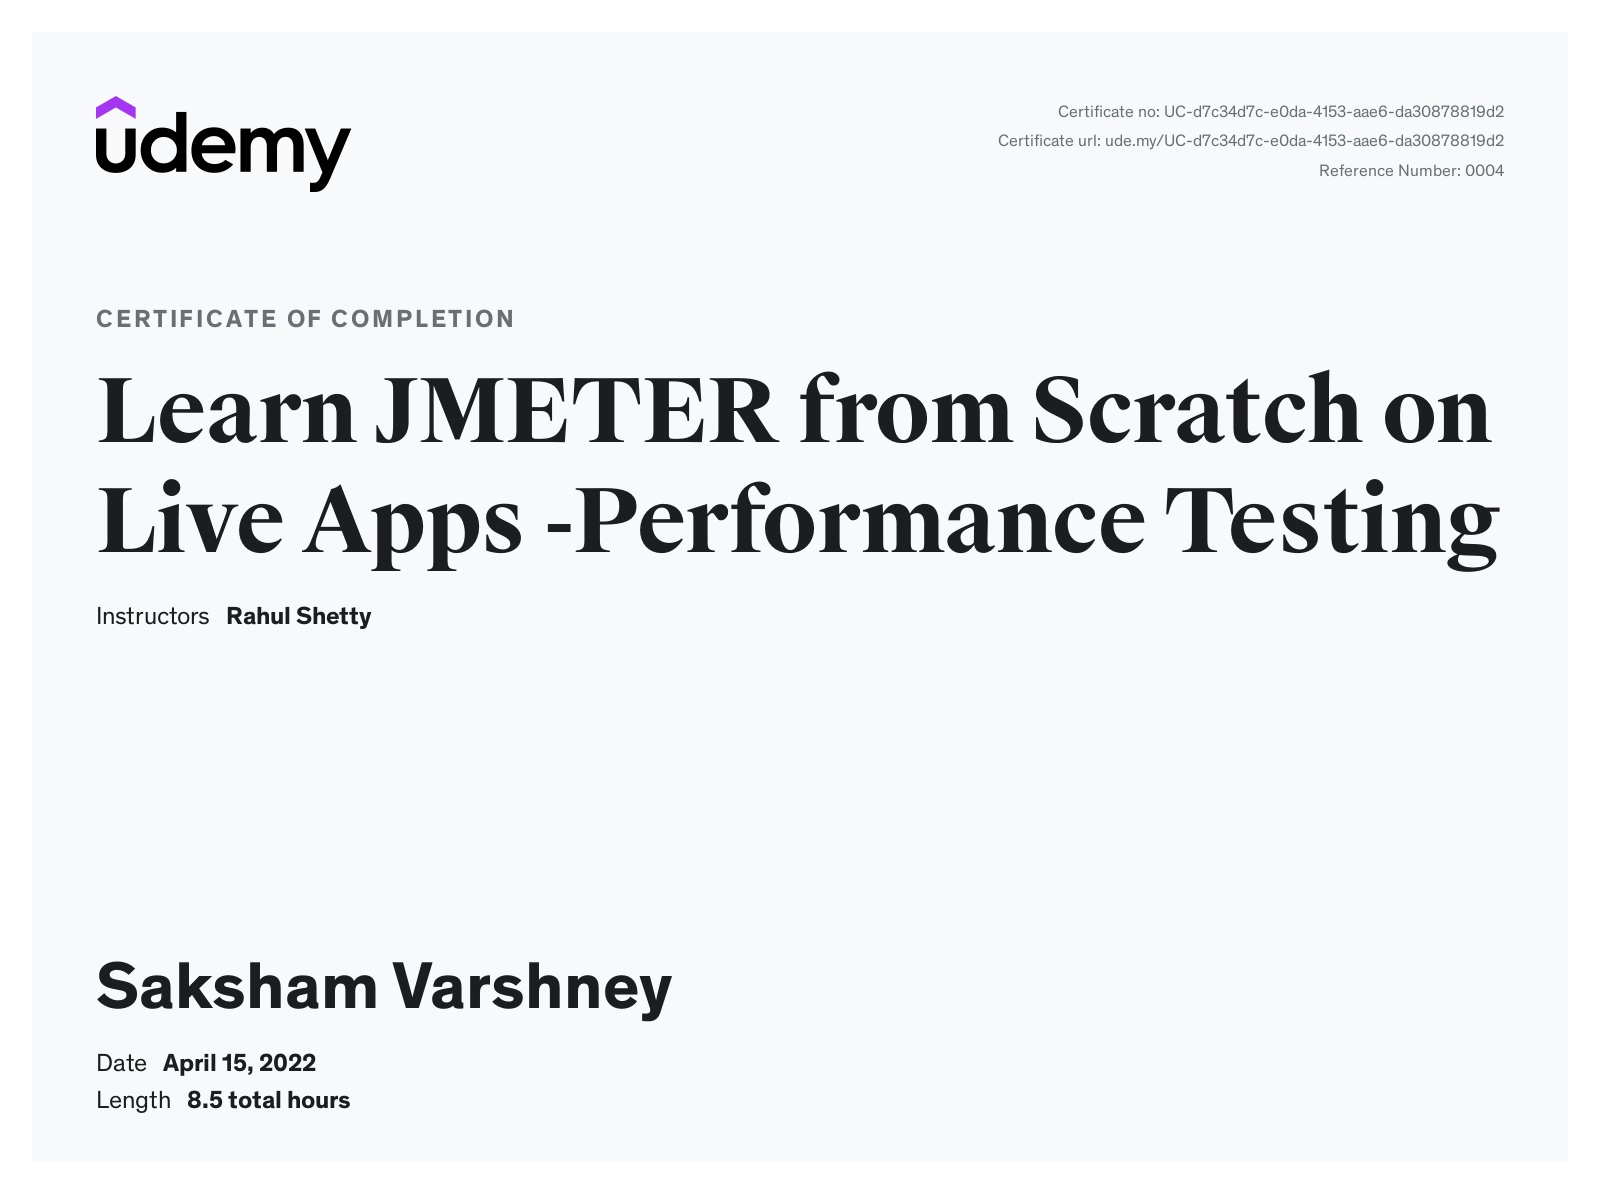 udemy
Certificate no: UC-d7c34d7c-e0da-4153-aae6-da30878819d2
Certificate url: ude.my/UC-d7c34d7c-e0da-4153-aae6-da30878819d2
Reference Number: 0004
CERTIFICATE OF COMPLETION
Learn JMETER from Scratch on
Live Apps -Performance Testing
Instructors Rahul Shetty
Saksham Varshney
Date April 15, 2022
Length 8.5 total hours